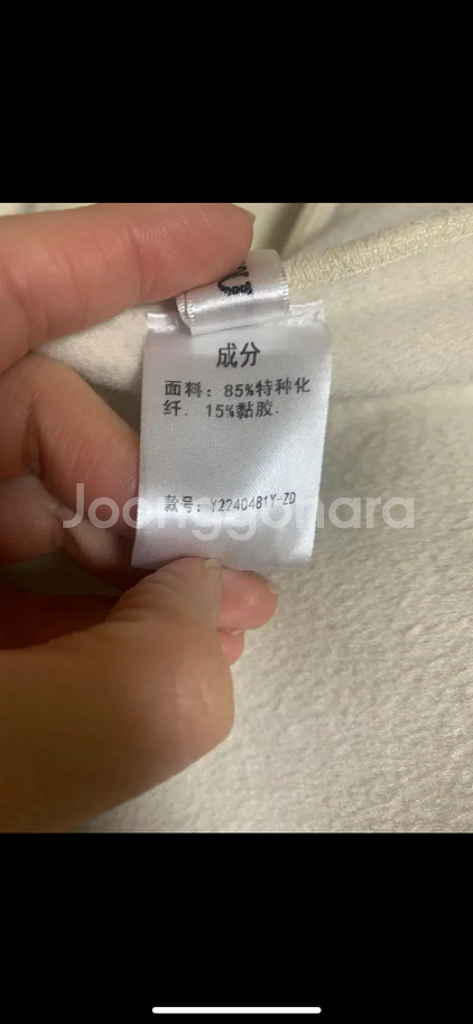 成分
面料：85%特种化
纤．15%黏胶．
款号：Y2240481Y-ZD
Joonggonara